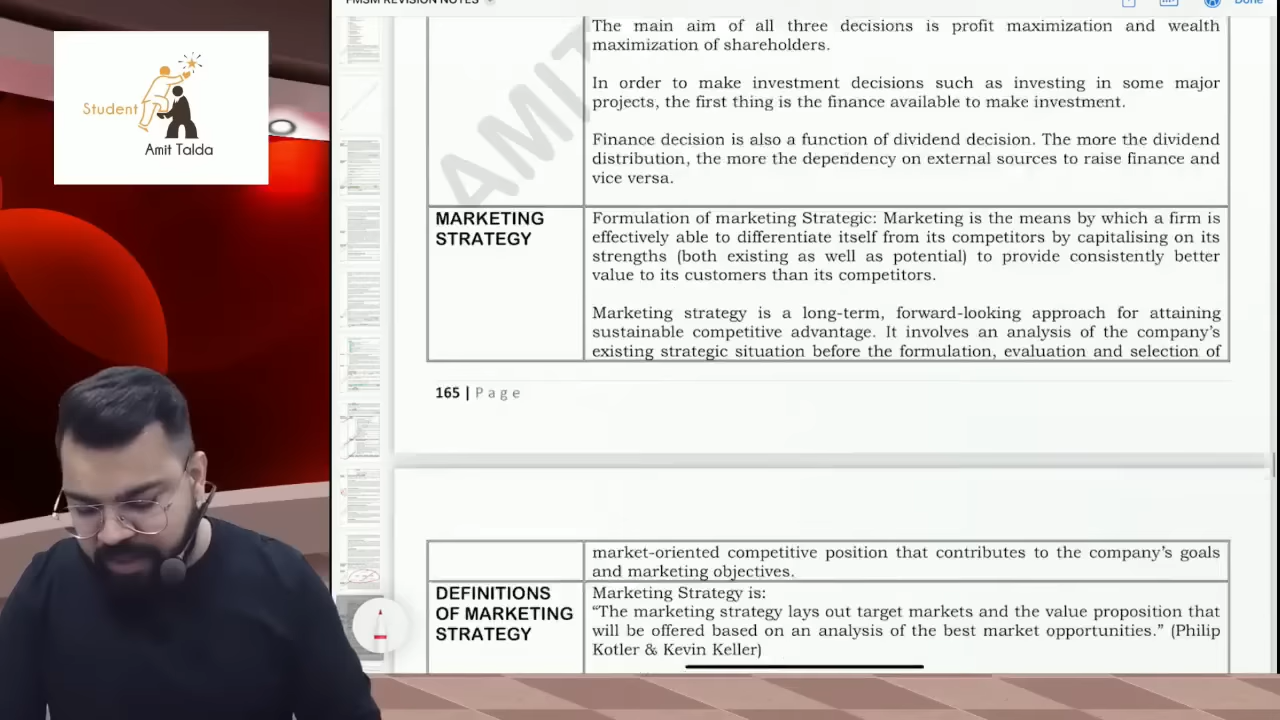 FMSM REVISION NOTES
Done
Student
Amit Talda
The main goal of all three decisions is profit maximization and wealth
maximization of shareholders.
In order to make investment decisions such as investing in some major
projects, the first thing is the finance available to make investment.
Finance decision is also a function of dividend decision. The more the dividend
distribution, the more is dependence on external source to raise finance and
vice versa.
MARKETING
STRATEGY
Formulation of marketing Strategic Marketing is the means by which a firm is
effectively able to differentiate itself from its competitors by capitalising on its
strengths (both existing as well as potential) to provide consistently better
value to its customers than its competitors.
Marketing strategy is a long-term, forward-looking approach for attaining
sustainable competitive advantage. It involves an analysis of the company's
existing strategic situation before the formulation, evaluation and selection of
165 | Page
market-oriented competitive position that contributes to the company's goals
and marketing objectives
DEFINITIONS
OF MARKETING
STRATEGY
Marketing Strategy is:
"The marketing strategy lays out target markets and the value proposition that
will be offered based on an analysis of the best market opportunities." (Philip
Kotler & Kevin Keller)
AMIT